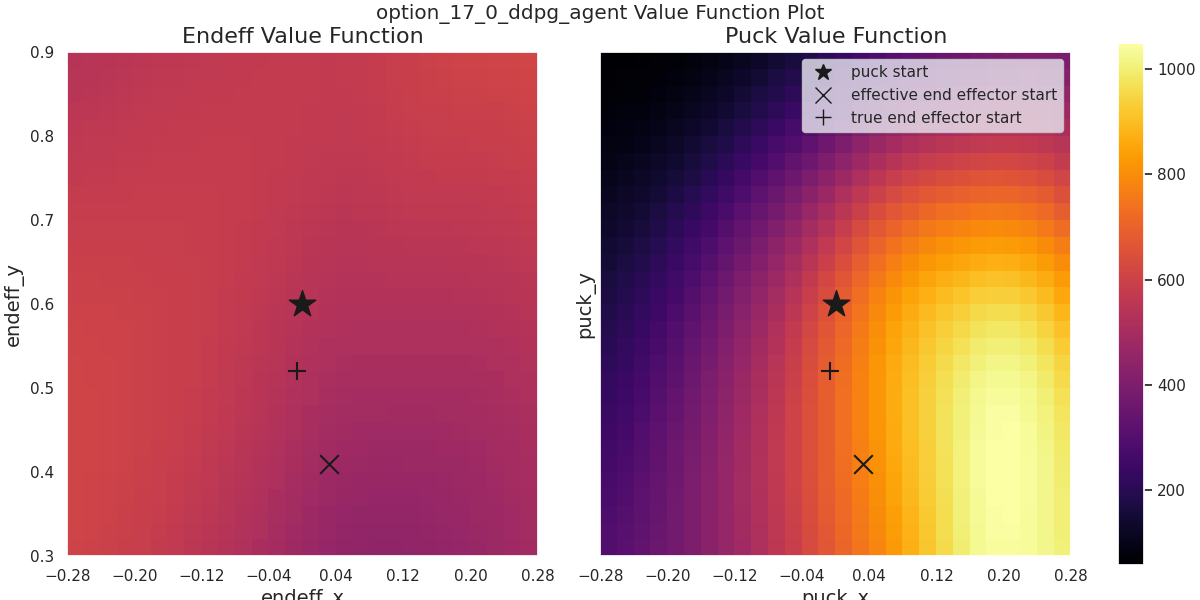 option_17_0_ddpg_agent Value Function Plot
Endeff Value Function
Puck Value Function
puck start
effective end effector start
true end effector start
endeff_y
0.9
0.8
0.7
0.6
0.5
0.4
0.3
−0.28 −0.20 −0.12 −0.04 0.04 0.12 0.20 0.28
endeff_x
puck_y
−0.28 −0.20 −0.12 −0.04 0.04 0.12 0.20 0.28
puck_x
1000
800
600
400
200